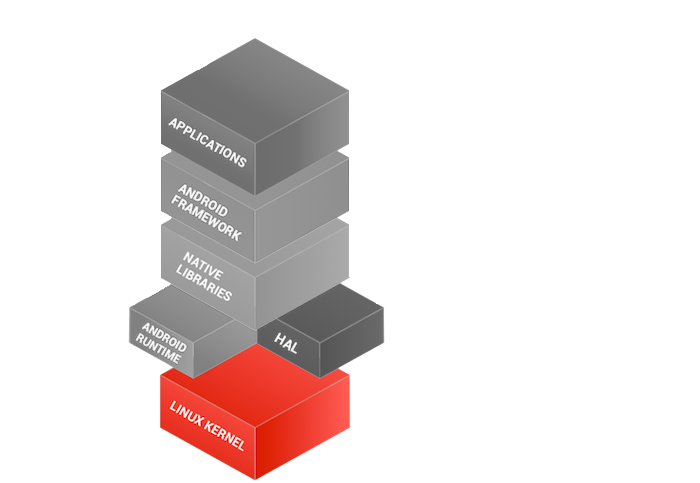 APPLICATIONS
ANDROID
FRAMEWORK
NATIVE
LIBRARIES
ANDROID
RUNTIME
HAL
LINUX KERNEL